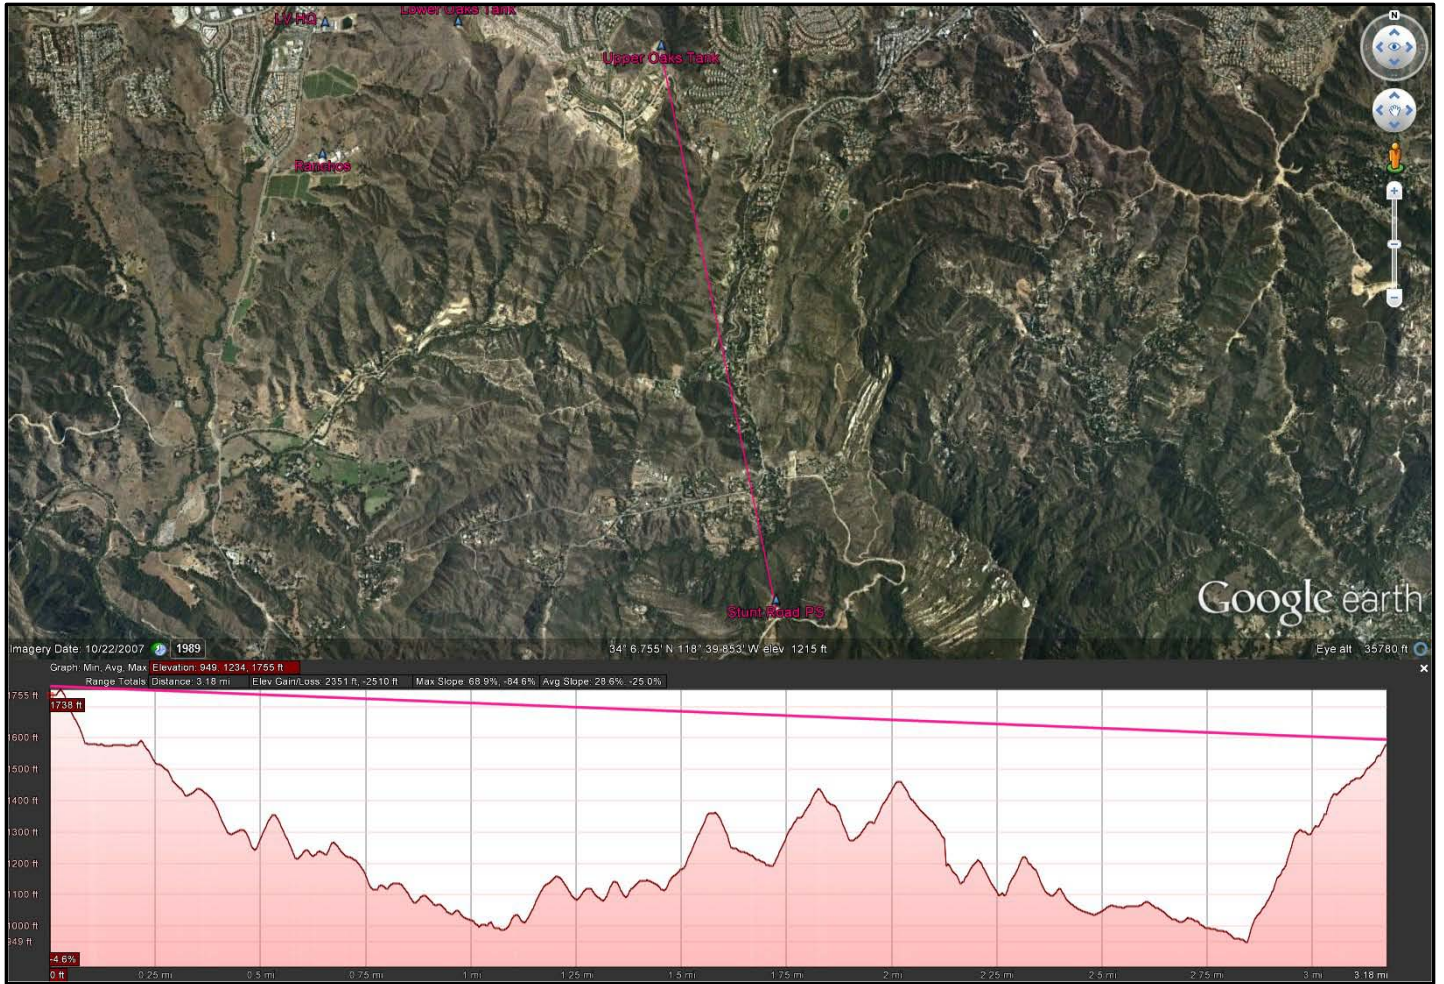 LV HQ
Lower Oaks Tank
Upper Oaks Tank
N
Ranchos
Stunt Road PS
Google earth
Imagery Date: 10/22/2007 1989 34° 6.755' N 118° 39.853' W elev 1215 ft Eye alt 35780 ft
Graph: Min, Avg, Max Elevation: 949, 1234, 1755 ft
Range Totals: Distance: 3.18 mi Elev Gain/Loss: 2351 ft, -2510 ft Max Slope: 68.9%, -84.6% Avg Slope: 28.6%, -25.0%
1755 ft
1738 ft
1600 ft
1500 ft
1400 ft
1300 ft
1200 ft
1100 ft
1000 ft
949 ft
-4.6%
0 ft 0.25 mi 0.5 mi 0.75 mi 1 mi 1.25 mi 1.5 mi 1.75 mi 2 mi 2.25 mi 2.5 mi 2.75 mi 3 mi 3.18 mi